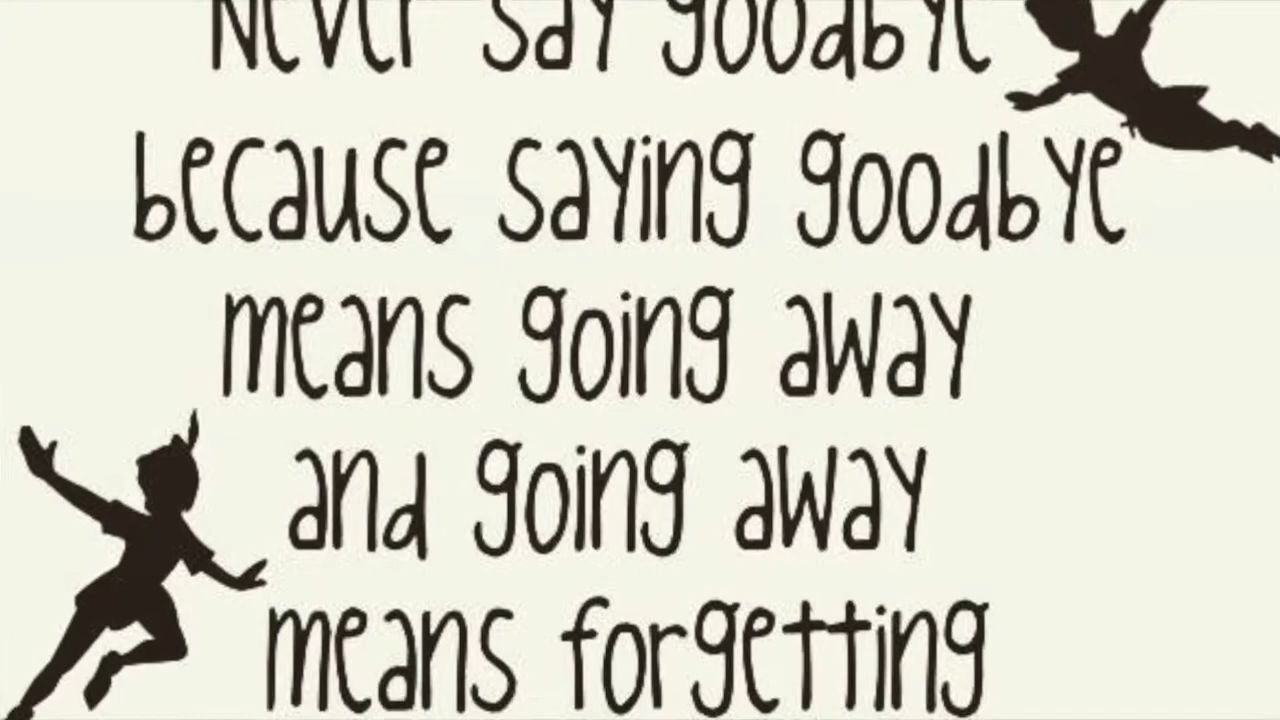 Never say goodbye
because saying goodbye
means going away
and going away
means forgetting